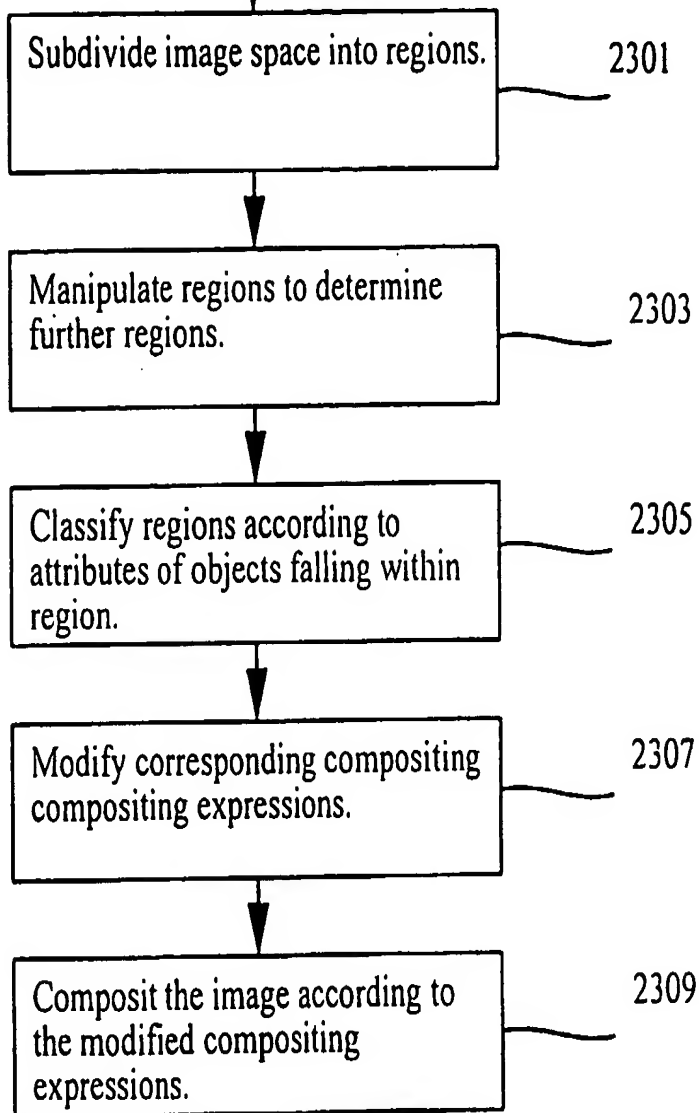 Subdivide image space into regions.
2301
Manipulate regions to determine
further regions.
2303
Classify regions according to
attributes of objects falling within
region.
2305
Modify corresponding compositing
compositing expressions.
2307
Composit the image according to
the modified compositing
expressions.
2309